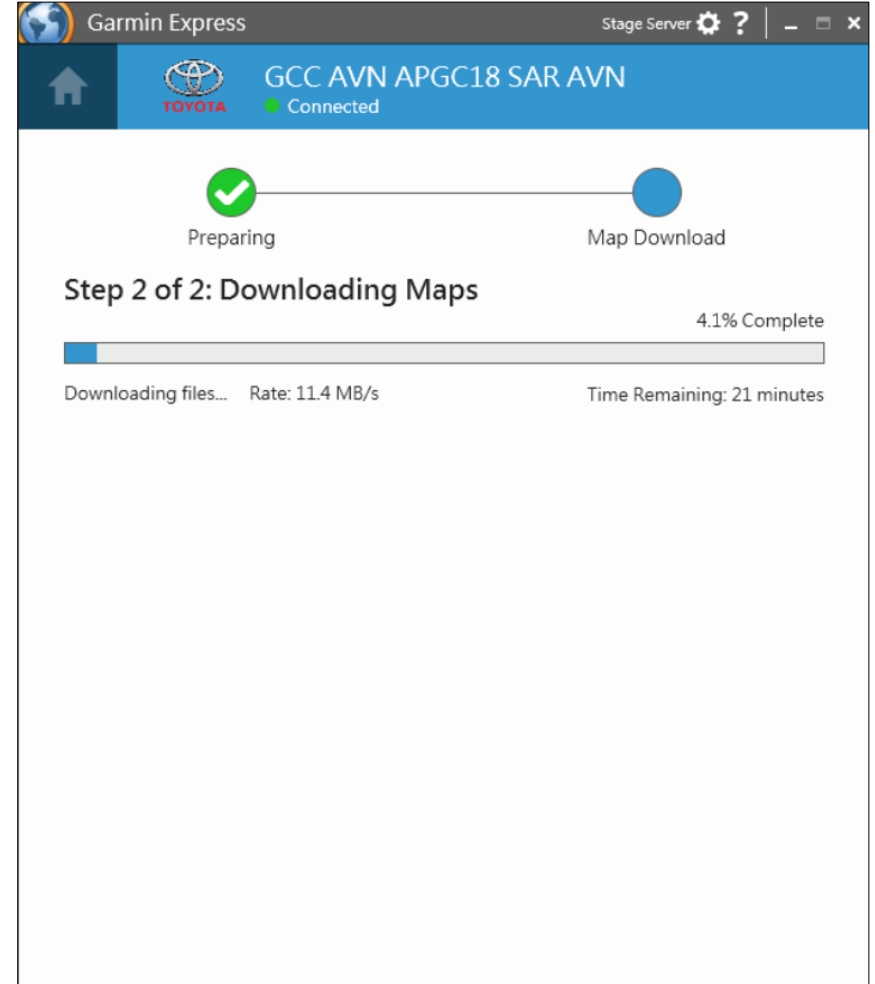 Garmin Express
Stage Server ?
GCC AVN APGC18 SAR AVN
TOYOTA
Connected
Preparing
Map Download
Step 2 of 2: Downloading Maps
4.1% Complete
Downloading files... Rate: 11.4 MB/s
Time Remaining: 21 minutes